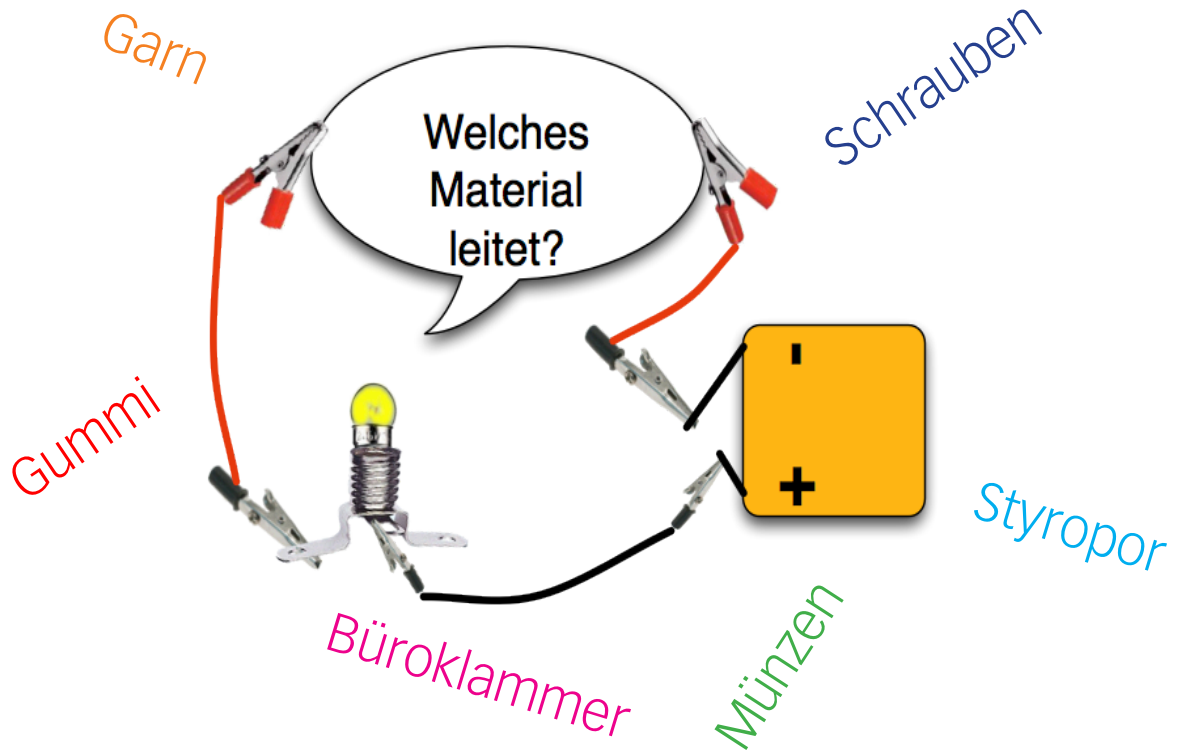 Garn
Schrauben
Welches
Material
leitet?
-
+
Gummi
Styropor
Büroklammer
Münzen